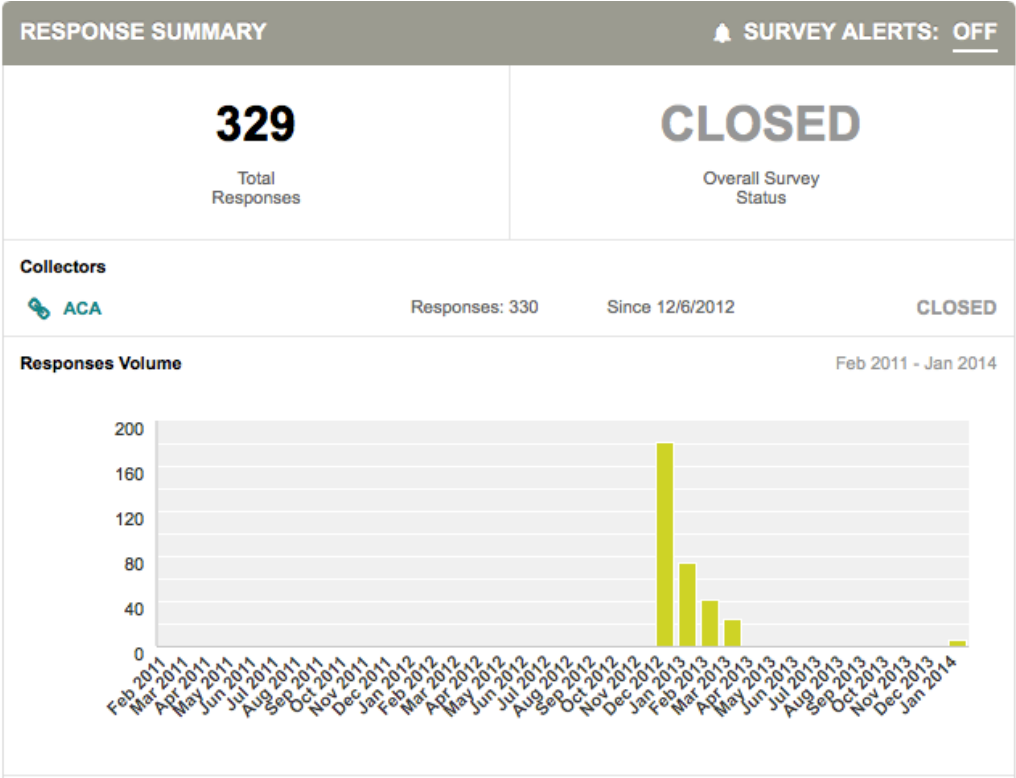 RESPONSE SUMMARY
SURVEY ALERTS: OFF
329
Total
Responses
CLOSED
Overall Survey
Status
Collectors
ACA Responses: 330 Since 12/6/2012 CLOSED
Responses Volume
Feb 2011 - Jan 2014
200
160
120
80
40
0
Feb 2011
Mar 2011
Apr 2011
May 2011
Jun 2011
Jul 2011
Aug 2011
Sep 2011
Oct 2011
Nov 2011
Dec 2011
Jan 2012
Feb 2012
Mar 2012
Apr 2012
May 2012
Jun 2012
Jul 2012
Aug 2012
Sep 2012
Oct 2012
Nov 2012
Dec 2012
Jan 2013
Feb 2013
Mar 2013
Apr 2013
May 2013
Jun 2013
Jul 2013
Aug 2013
Sep 2013
Oct 2013
Nov 2013
Dec 2013
Jan 2014